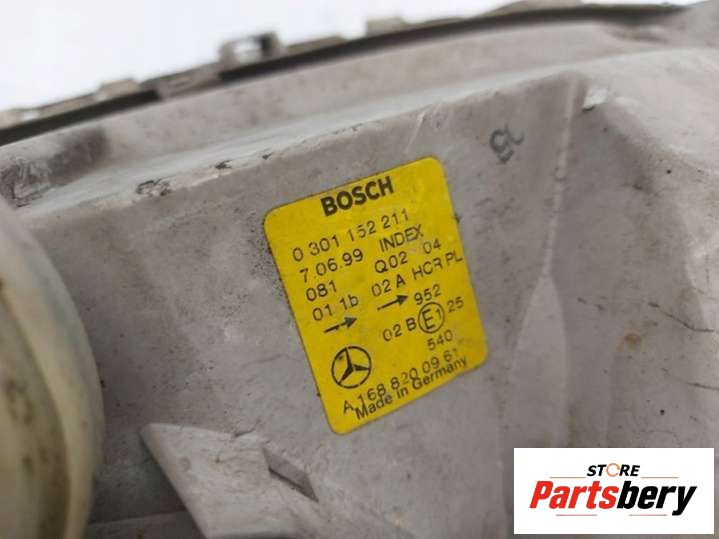 15
BOSCH
0 301 152 211
7.06.99 INDEX
081 Q02 04
01 1b 02 A HCR PL
→ → 952
02 B E1 25
540
A 168 820 09 61
Made in Germany
STORE
Partsbery